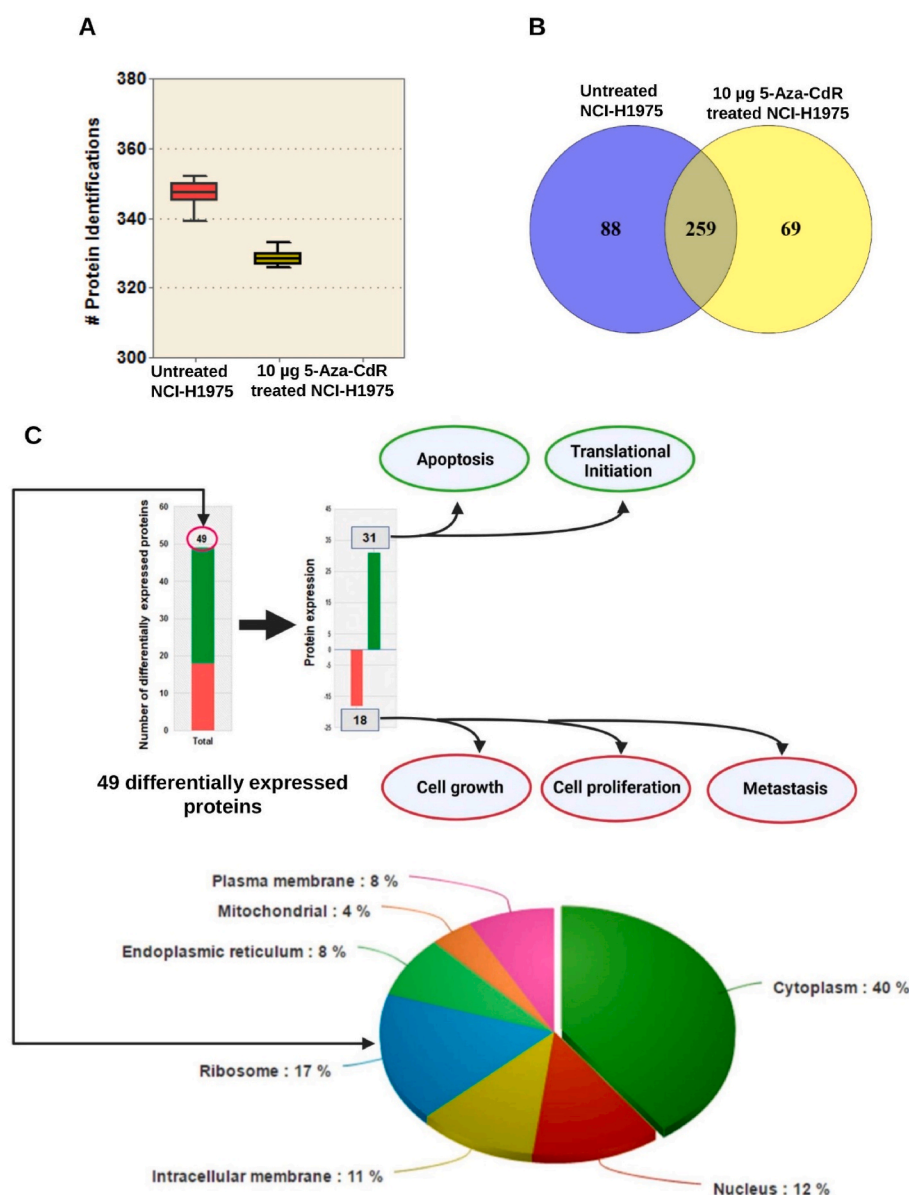 A
# Protein Identifications
380
360
340
320
300
Untreated
NCI-H1975
10 µg 5-Aza-CdR
treated NCI-H1975
B
Untreated
NCI-H1975
10 µg 5-Aza-CdR
treated NCI-H1975
88
259
69
C
Number of differentially expressed proteins
60
50
40
30
20
10
0
49
Total
Protein expression
45
35
25
15
5
-5
-15
-25
31
18
Apoptosis
Translational
Initiation
Cell growth
Cell proliferation
Metastasis
49 differentially expressed
proteins
Plasma membrane : 8 %
Mitochondrial : 4 %
Endoplasmic reticulum : 8 %
Cytoplasm : 40 %
Ribosome : 17 %
Intracellular membrane : 11 %
Nucleus : 12 %